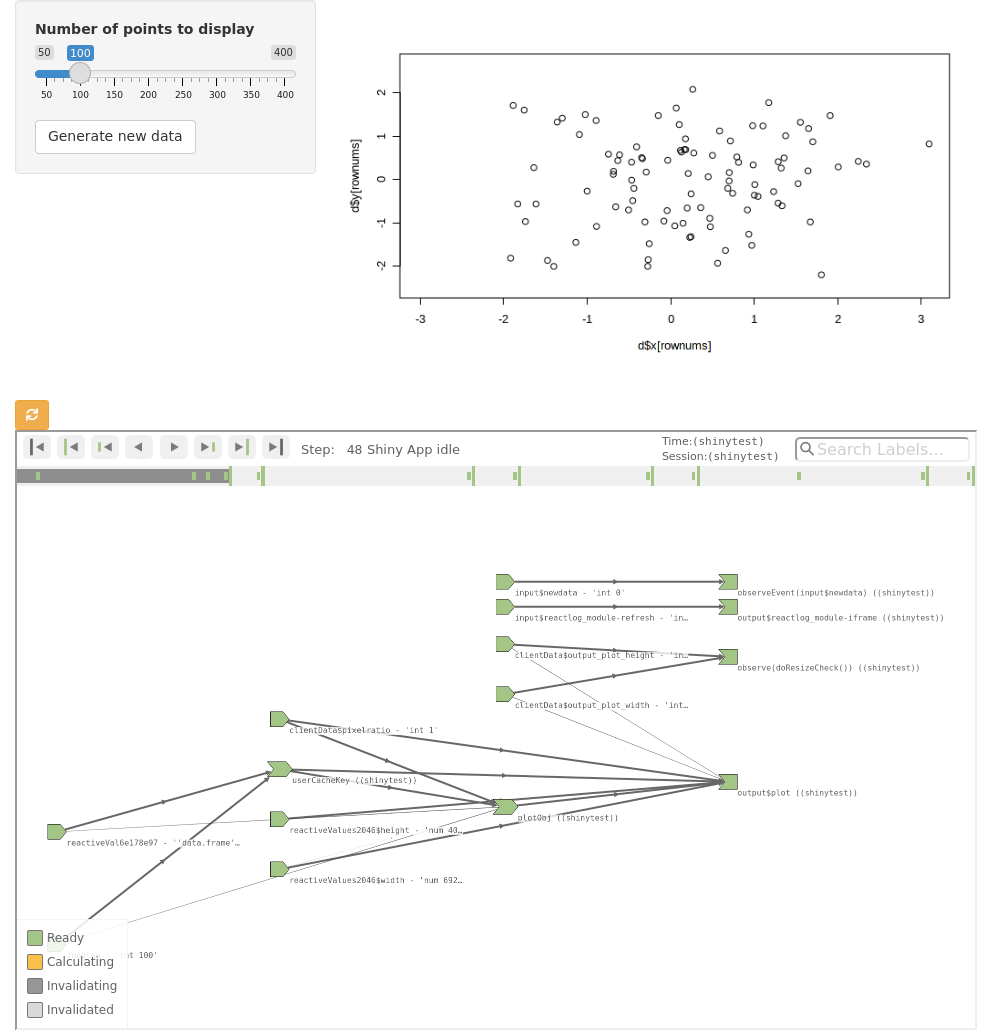 Number of points to display
50 100 400
50 100 150 200 250 300 350 400
Generate new data
d$y[rownums]
2
1
0
-1
-2
-3 -2 -1 0 1 2 3
d$x[rownums]
Step: 48 Shiny App idle
Time:(shinytest)
Session:(shinytest)
Search Labels...
input$newdata - 'int 0'
observeEvent(input$newdata) ((shinytest))
input$reactlog_module-refresh - 'in…
output$reactlog_module-iframe ((shinytest))
clientData$output_plot_height - 'in…
observe(doResizeCheck()) ((shinytest))
clientData$output_plot_width - 'int…
clientData$pixelratio - 'int 1'
userCacheKey ((shinytest))
output$plot ((shinytest))
plotObj ((shinytest))
reactiveValues2046$height - 'num 40…
reactiveVal6e178e97 - ''data.frame'…
reactiveValues2046$width - 'num 692…
100'
Ready
Calculating
Invalidating
Invalidated